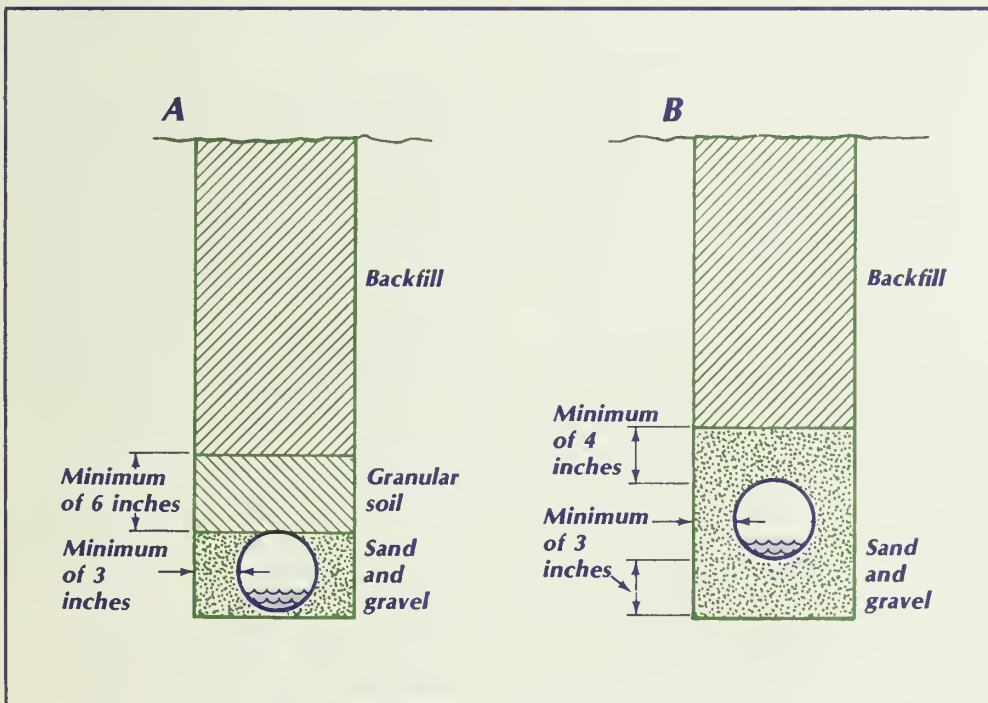 A
Backfill
Minimum
of 6 inches
Granular
soil
Minimum
of 3
inches
Sand
and
gravel
B
Backfill
Minimum
of 4
inches
Minimum
of 3
inches
Sand
and
gravel